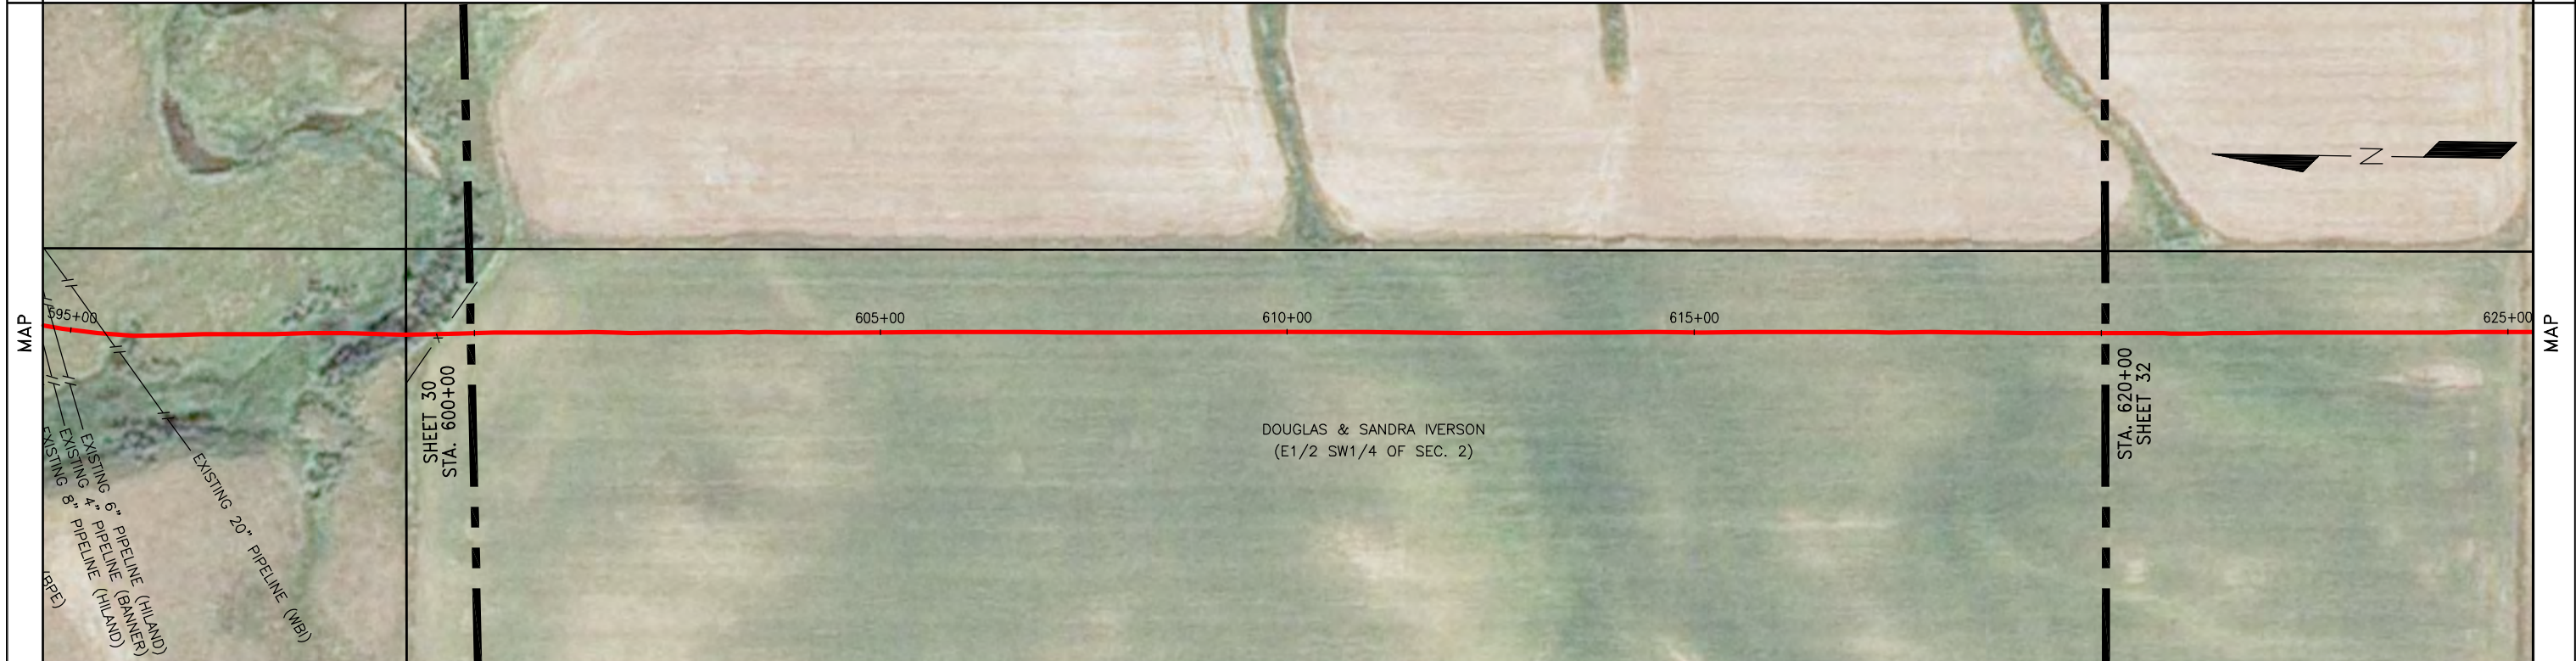 MAP
595+00
605+00
610+00
615+00
625+00
MAP
N
SHEET 30
STA. 600+00
STA. 620+00
SHEET 32
DOUGLAS & SANDRA IVERSON
(E1/2 SW1/4 OF SEC. 2)
EXISTING 20" PIPELINE (WBI)
EXISTING 6" PIPELINE (HILAND)
EXISTING 4" PIPELINE (BANNER)
EXISTING 8" PIPELINE (HILAND)
(BPE)